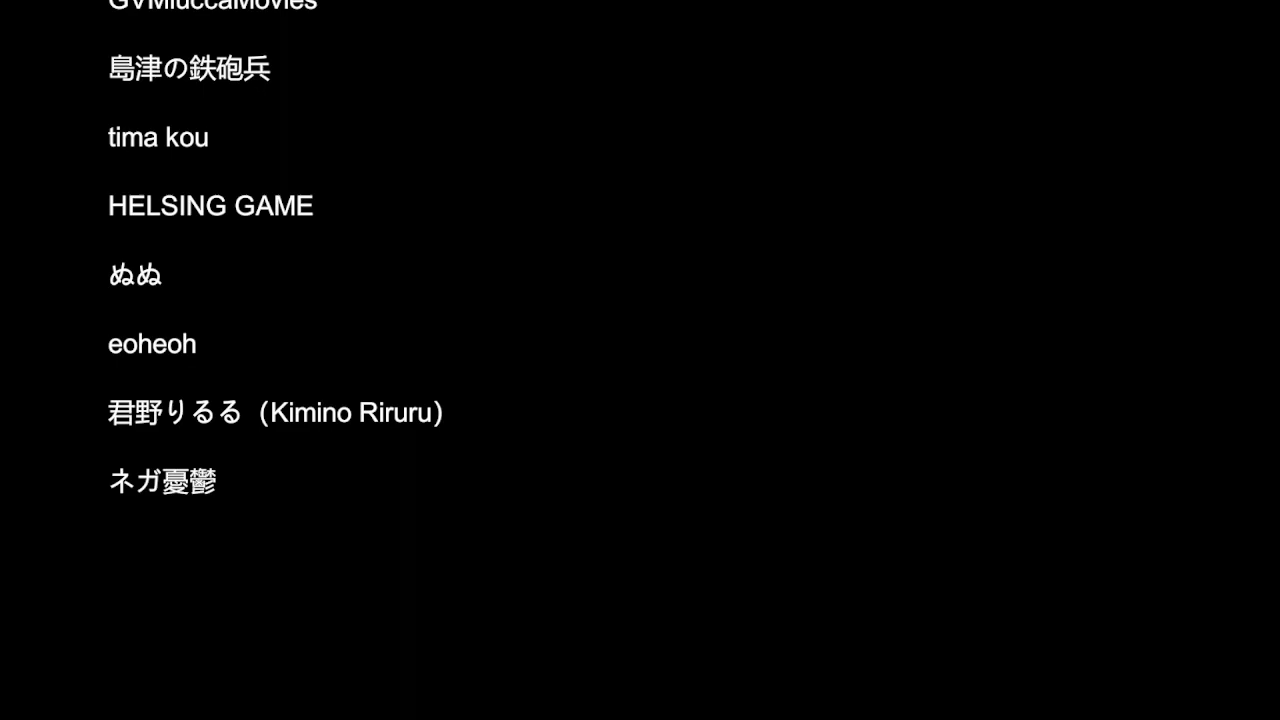 島津の鉄砲兵
tima kou
HELSING GAME
ぬぬ
eoheoh
君野りるる（Kimino Riruru）
ネガ憂鬱